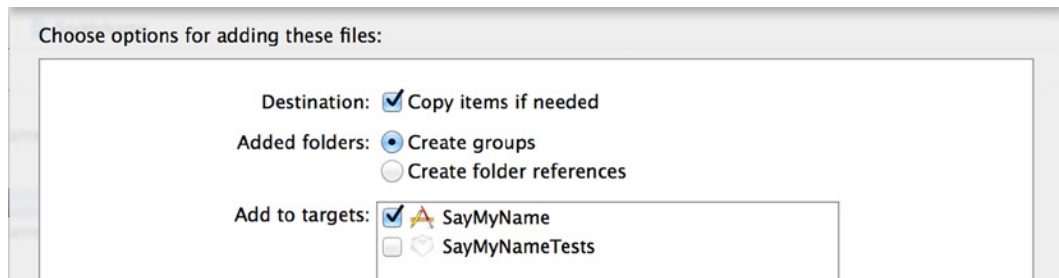 Choose options for adding these files:
Destination: Copy items if needed
Added folders: Create groups
Create folder references
Add to targets: SayMyName
SayMyNameTests